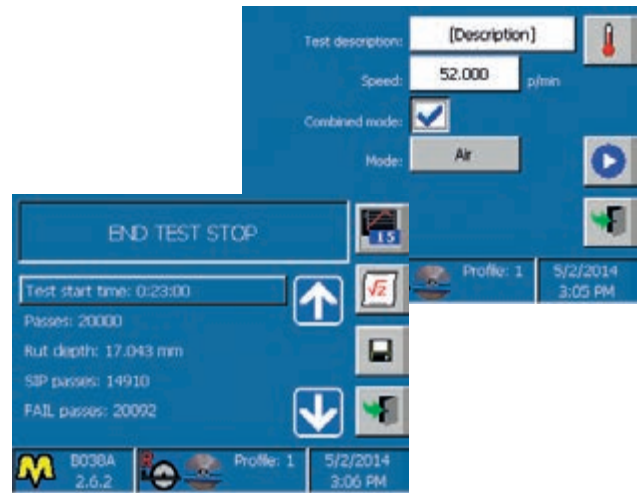 Test description: [Description]
Speed: 52.000 p/min
Combined mode:
Mode: Air
Profile: 1 5/2/2014
3:05 PM
END TEST STOP
15
Test start time: 0:23:00
√2
Passes: 20000
Rut depth: 17.043 mm
SIP passes: 14910
FAIL passes: 20092
B038A Profile: 1 5/2/2014
2.6.2 3:06 PM